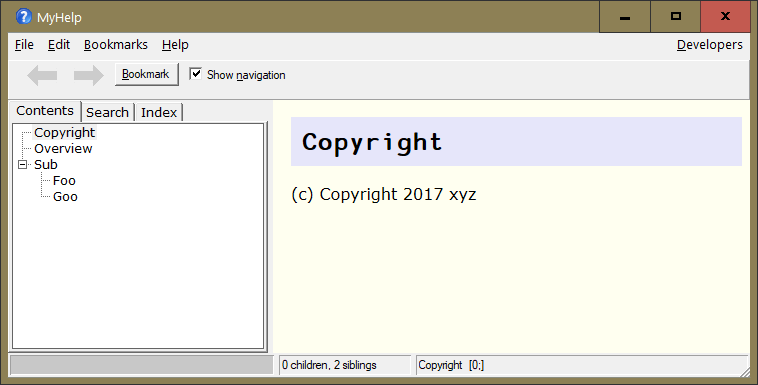 MyHelp
File Edit Bookmarks Help Developers
Bookmark Show navigation
Contents Search Index
Copyright
Overview
Sub
Foo
Goo
Copyright
(c) Copyright 2017 xyz
0 children, 2 siblings Copyright [0;]